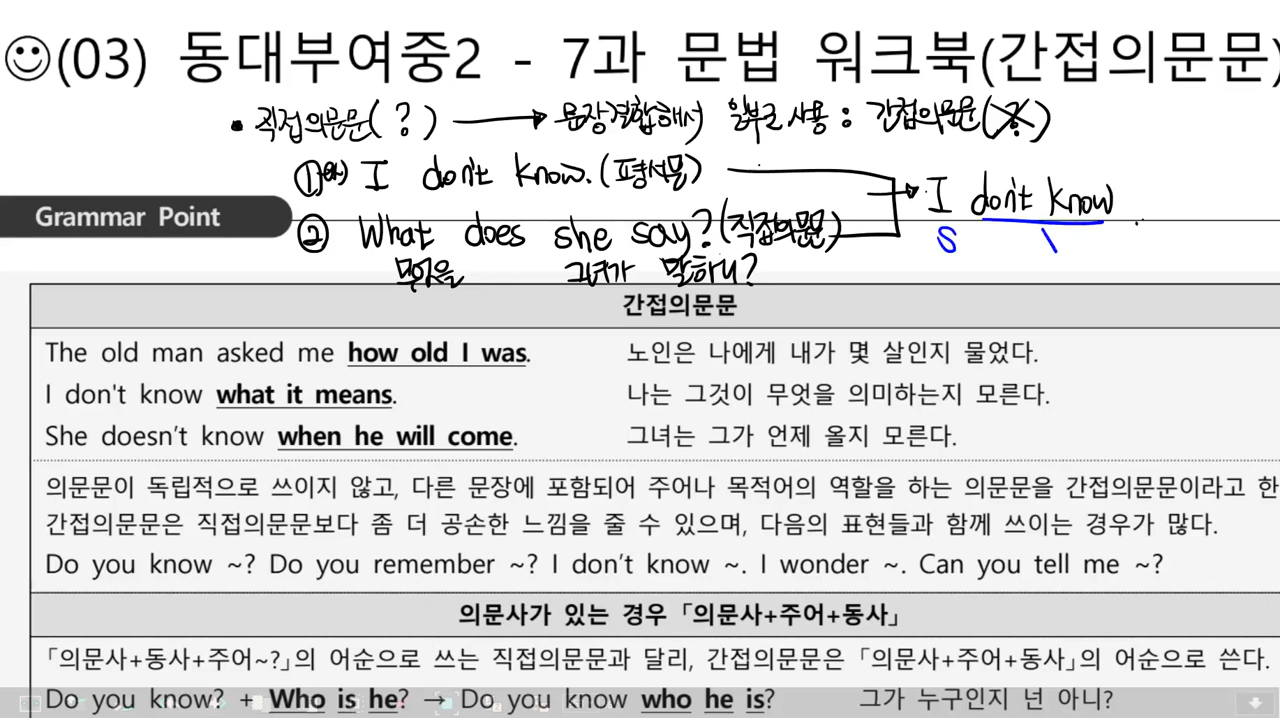 (03) 동대부여중2 - 7과 문법 워크북(간접의문문)
• 직접의문문(?) → 문장결합해서 일부로 사용 : 간접의문문(?)
① I don't know. (평서문)
I don't know
Grammar Point
② What does she say? (직접의문문)
S
무엇을 그녀가 말하니?
간접의문문
The old man asked me how old I was. 노인은 나에게 내가 몇 살인지 물었다.
I don't know what it means. 나는 그것이 무엇을 의미하는지 모른다.
She doesn't know when he will come. 그녀는 그가 언제 올지 모른다.
의문문이 독립적으로 쓰이지 않고, 다른 문장에 포함되어 주어나 목적어의 역할을 하는 의문문을 간접의문문이라고 한
간접의문문은 직접의문문보다 좀 더 공손한 느낌을 줄 수 있으며, 다음의 표현들과 함께 쓰이는 경우가 많다.
Do you know ~? Do you remember ~? I don't know ~. I wonder ~. Can you tell me ~?
의문사가 있는 경우 「의문사+주어+동사」
「의문사+동사+주어~?」의 어순으로 쓰는 직접의문문과 달리, 간접의문문은 「의문사+주어+동사」의 어순으로 쓴다.
Do you know? + Who is he? → Do you know who he is? 그가 누구인지 넌 아니?